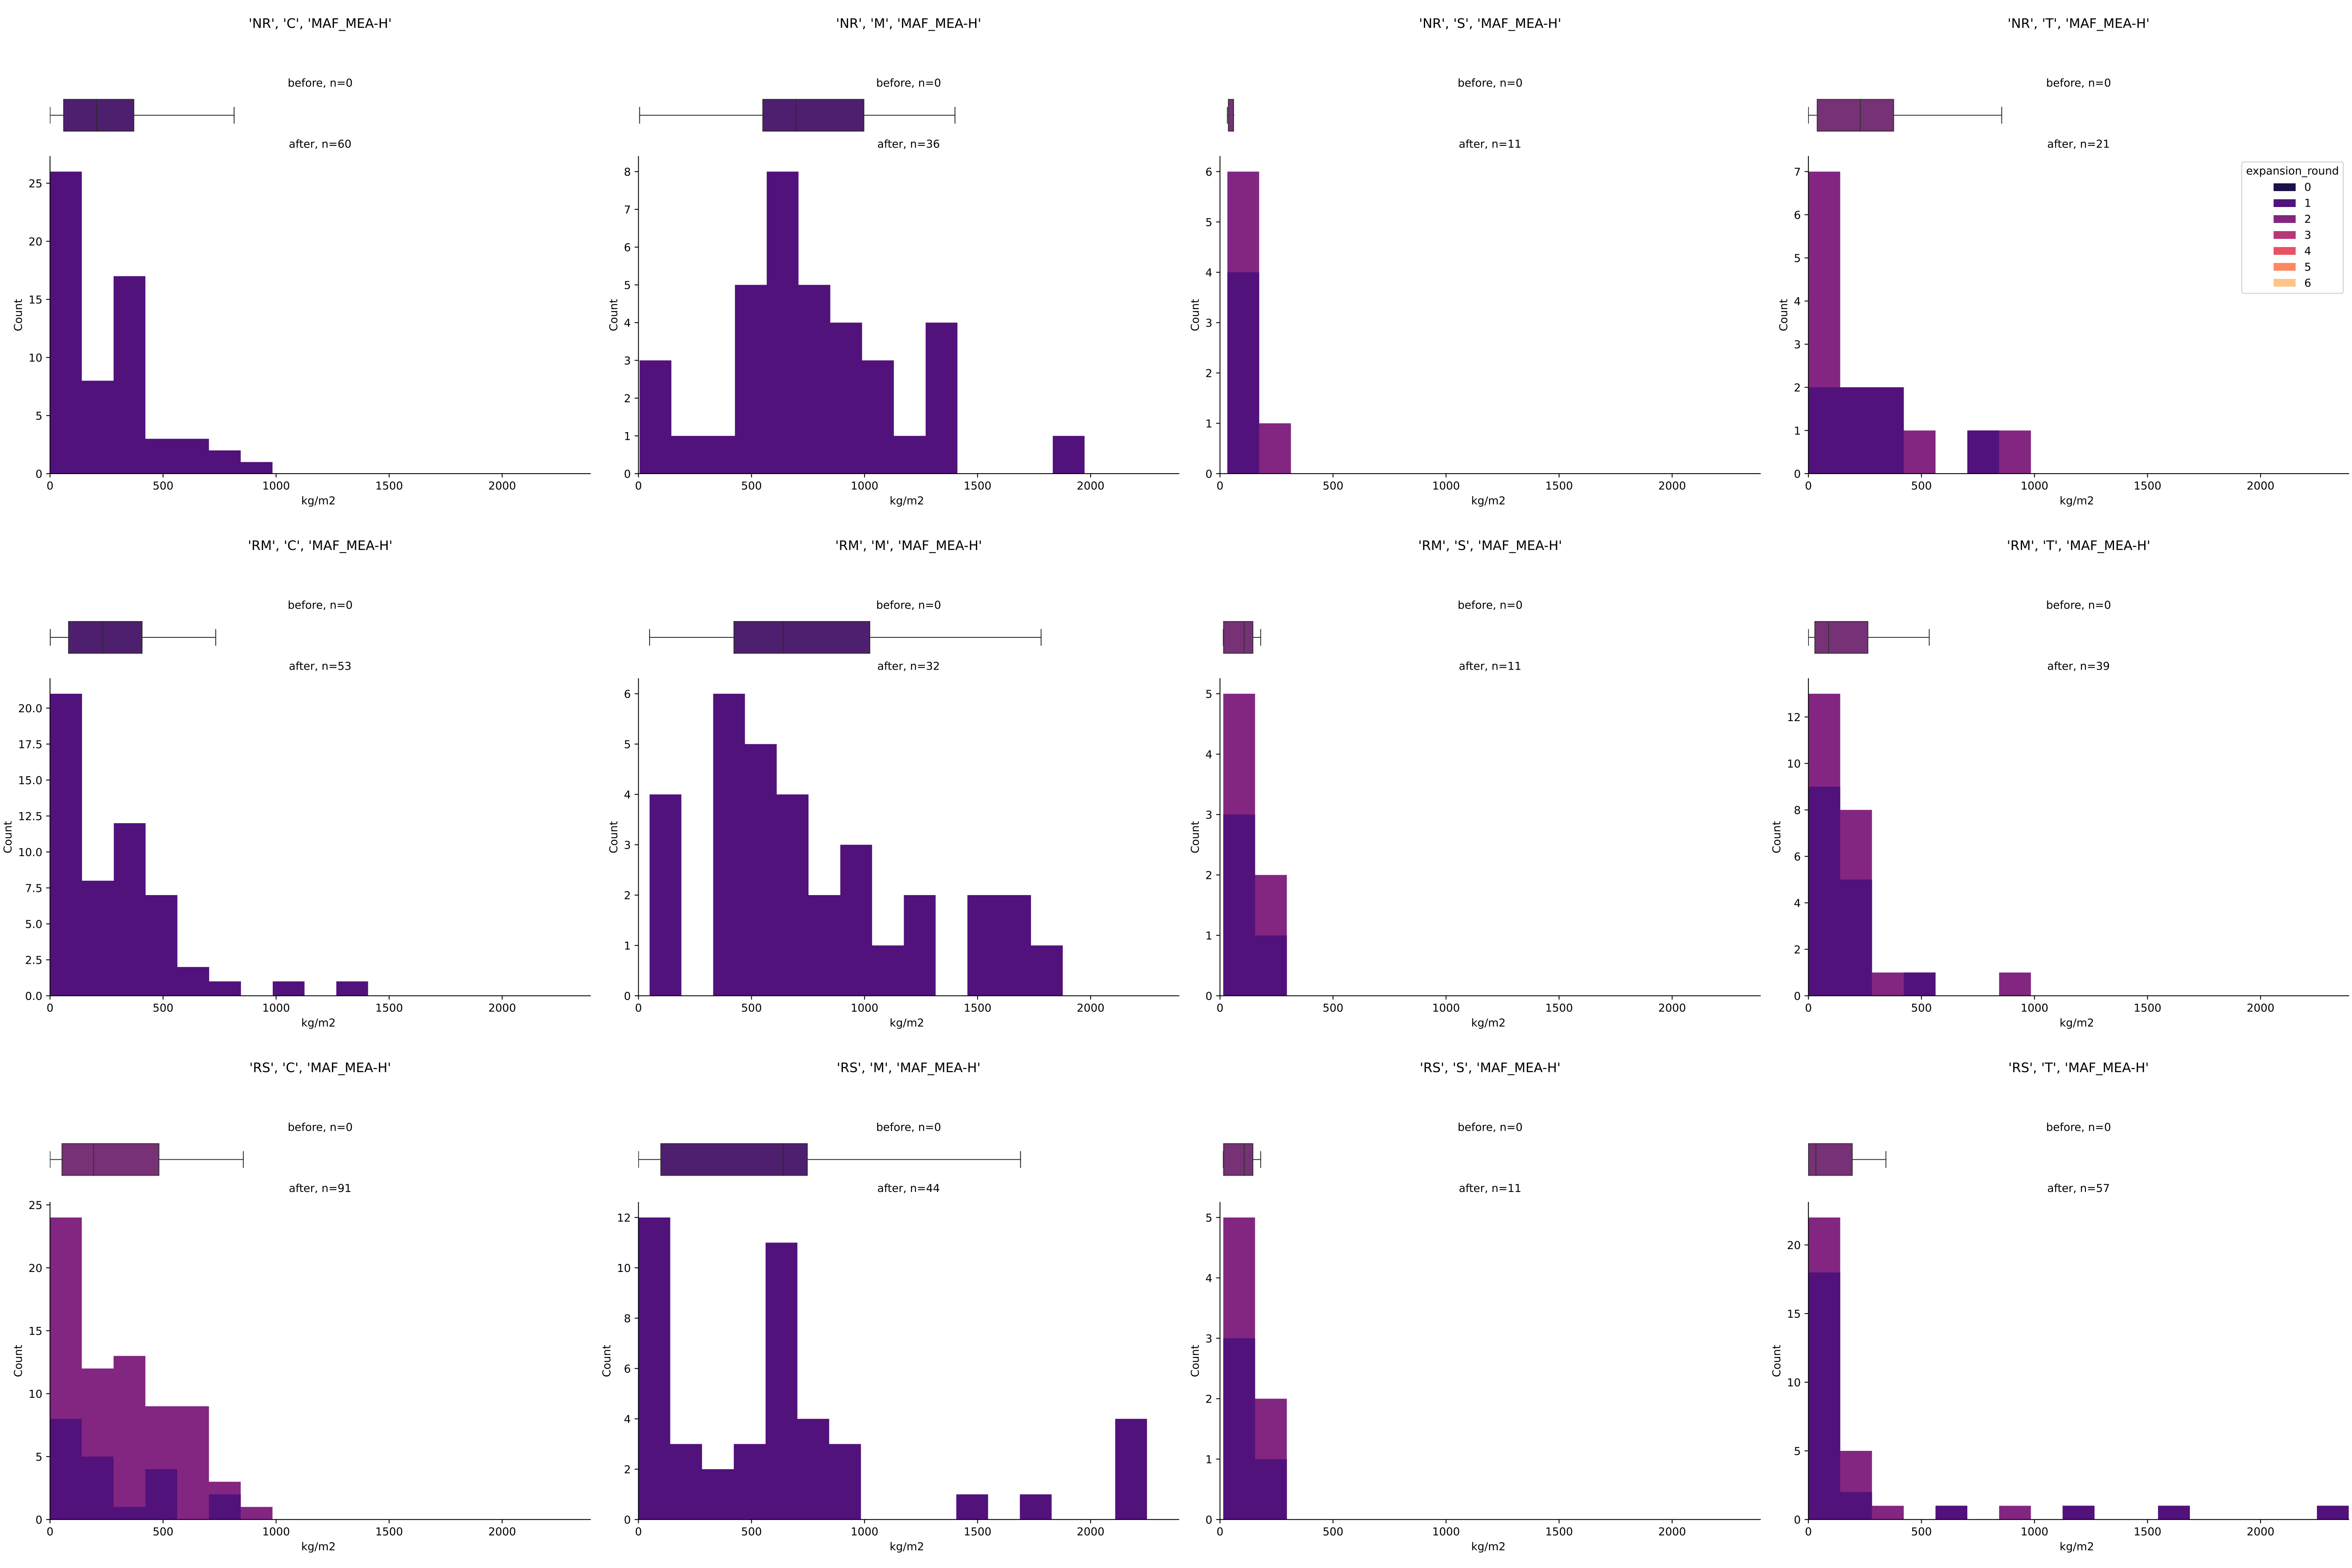 'NR', 'C', 'MAF_MEA-H'
before, n=0
after, n=60
25
20
15
10
5
0
Count
0 500 1000 1500 2000
kg/m2
'NR', 'M', 'MAF_MEA-H'
before, n=0
after, n=36
8
7
6
5
4
3
2
1
0
Count
0 500 1000 1500 2000
kg/m2
'NR', 'S', 'MAF_MEA-H'
before, n=0
after, n=11
6
5
4
3
2
1
0
Count
0 500 1000 1500 2000
kg/m2
'NR', 'T', 'MAF_MEA-H'
before, n=0
after, n=21
7
6
5
4
3
2
1
0
Count
0 500 1000 1500 2000
kg/m2
expansion_round
0
1
2
3
4
5
6
'RM', 'C', 'MAF_MEA-H'
before, n=0
after, n=53
20.0
17.5
15.0
12.5
10.0
7.5
5.0
2.5
0.0
Count
0 500 1000 1500 2000
kg/m2
'RM', 'M', 'MAF_MEA-H'
before, n=0
after, n=32
6
5
4
3
2
1
0
Count
0 500 1000 1500 2000
kg/m2
'RM', 'S', 'MAF_MEA-H'
before, n=0
after, n=11
5
4
3
2
1
0
Count
0 500 1000 1500 2000
kg/m2
'RM', 'T', 'MAF_MEA-H'
before, n=0
after, n=39
12
10
8
6
4
2
0
Count
0 500 1000 1500 2000
kg/m2
'RS', 'C', 'MAF_MEA-H'
before, n=0
after, n=91
25
20
15
10
5
0
Count
0 500 1000 1500 2000
kg/m2
'RS', 'M', 'MAF_MEA-H'
before, n=0
after, n=44
12
10
8
6
4
2
0
Count
0 500 1000 1500 2000
kg/m2
'RS', 'S', 'MAF_MEA-H'
before, n=0
after, n=11
5
4
3
2
1
0
Count
0 500 1000 1500 2000
kg/m2
'RS', 'T', 'MAF_MEA-H'
before, n=0
after, n=57
20
15
10
5
0
Count
0 500 1000 1500 2000
kg/m2